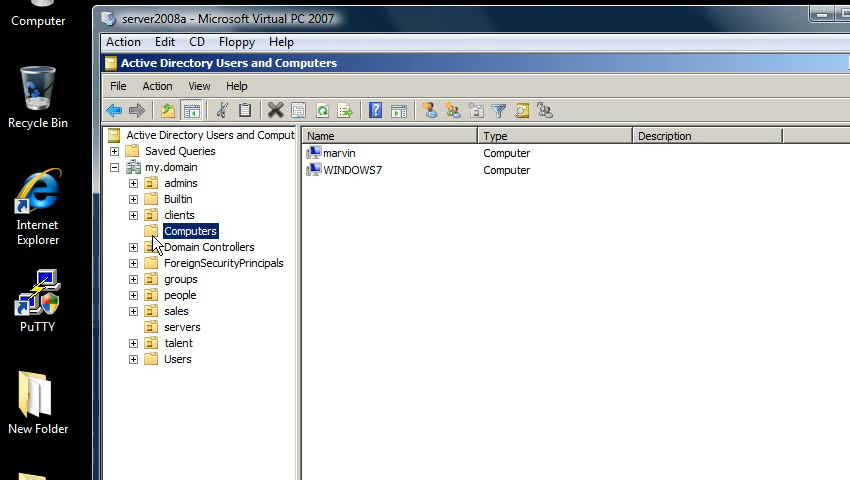 Computer
Recycle Bin
Internet
Explorer
PuTTY
New Folder
server2008a - Microsoft Virtual PC 2007
Action Edit CD Floppy Help
Active Directory Users and Computers
File Action View Help
Active Directory Users and Comput
Saved Queries
my.domain
admins
Builtin
clients
Computers
Domain Controllers
ForeignSecurityPrincipals
groups
people
sales
servers
talent
Users
Name Type Description
marvin Computer
WINDOWS7 Computer